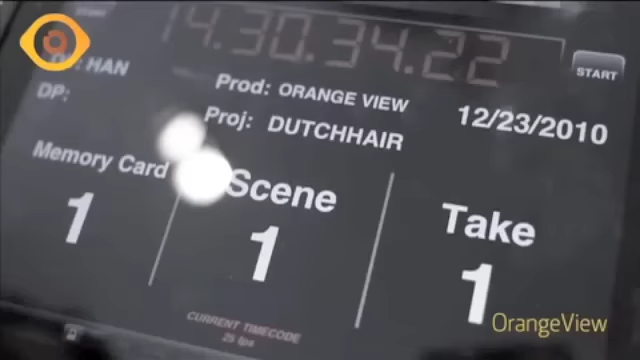 14.30.34.22
START
: HAN
Prod: ORANGE VIEW
12/23/2010
DP:
Proj: DUTCHHAIR
Memory Card
Scene
Take
1
1
1
CURRENT TIMECODE
25 fps
OrangeView